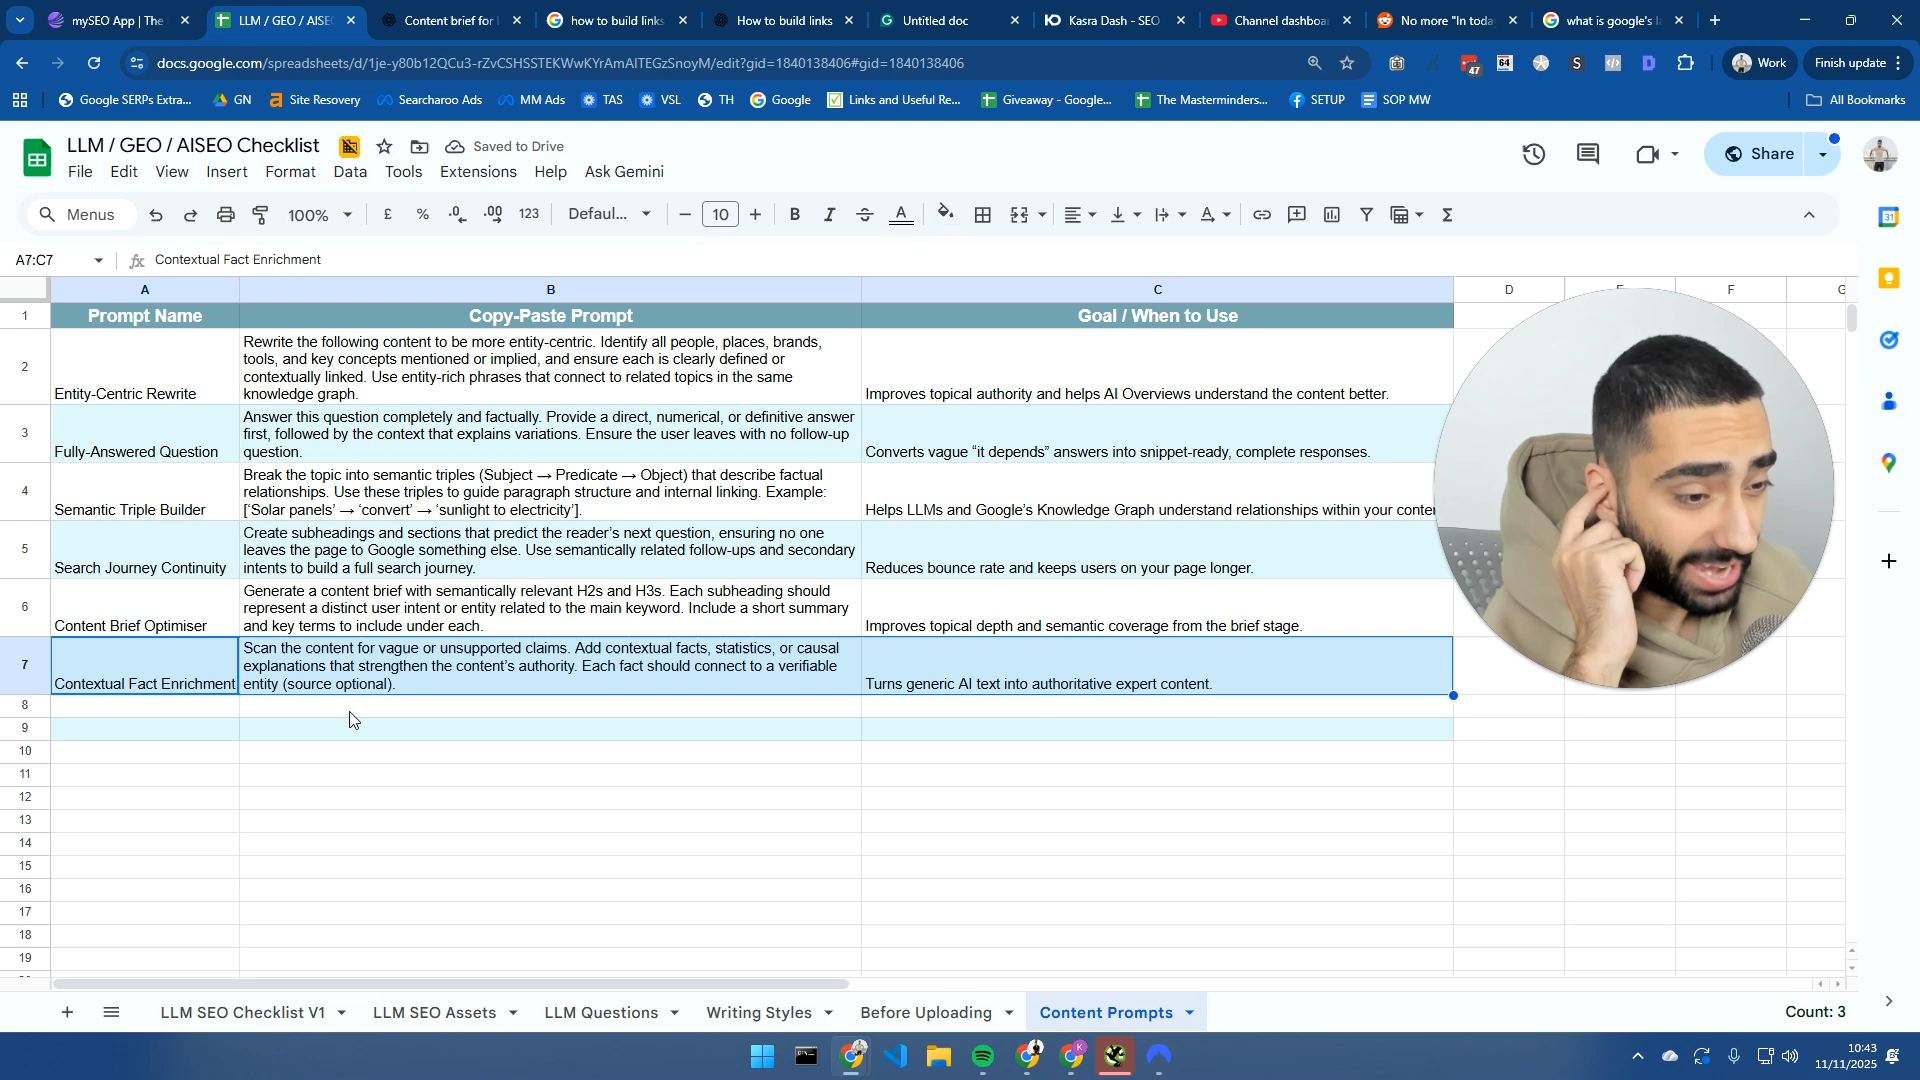 mySEO App | The
LLM / GEO / AISE
Content brief for
how to build links
How to build links
Untitled doc
Kasra Dash - SEO
Channel dashboa
No more "In toda
what is google's l
docs.google.com/spreadsheets/d/1je-y80b12QCu3-rZvCSHSSTEKWwKYrAmAITEGzSnoyM/edit?gid=1840138406#gid=1840138406
47
64
Work
Finish update
Google SERPs Extra...
GN
Site Resovery
Searcharoo Ads
MM Ads
TAS
VSL
TH
Google
Links and Useful Re...
Giveaway - Google...
The Masterminders...
SETUP
SOP MW
All Bookmarks
LLM / GEO / AISEO Checklist
Saved to Drive
File Edit View Insert Format Data Tools Extensions Help Ask Gemini
Share
Menus
100%
£ % .0 .00 123
Defaul...
10
A7:C7
Contextual Fact Enrichment
A B C D E F G
1
Prompt Name
Copy-Paste Prompt
Goal / When to Use
2
Entity-Centric Rewrite
Rewrite the following content to be more entity-centric. Identify all people, places, brands,
tools, and key concepts mentioned or implied, and ensure each is clearly defined or
contextually linked. Use entity-rich phrases that connect to related topics in the same
knowledge graph.
Improves topical authority and helps AI Overviews understand the content better.
3
Fully-Answered Question
Answer this question completely and factually. Provide a direct, numerical, or definitive answer
first, followed by the context that explains variations. Ensure the user leaves with no follow-up
question.
Converts vague “it depends” answers into snippet-ready, complete responses.
4
Semantic Triple Builder
Break the topic into semantic triples (Subject → Predicate → Object) that describe factual
relationships. Use these triples to guide paragraph structure and internal linking. Example:
[‘Solar panels’ → ‘convert’ → ‘sunlight to electricity’].
Helps LLMs and Google’s Knowledge Graph understand relationships within your conte
5
Search Journey Continuity
Create subheadings and sections that predict the reader’s next question, ensuring no one
leaves the page to Google something else. Use semantically related follow-ups and secondary
intents to build a full search journey.
Reduces bounce rate and keeps users on your page longer.
6
Content Brief Optimiser
Generate a content brief with semantically relevant H2s and H3s. Each subheading should
represent a distinct user intent or entity related to the main keyword. Include a short summary
and key terms to include under each.
Improves topical depth and semantic coverage from the brief stage.
7
Contextual Fact Enrichment
Scan the content for vague or unsupported claims. Add contextual facts, statistics, or causal
explanations that strengthen the content’s authority. Each fact should connect to a verifiable
entity (source optional).
Turns generic AI text into authoritative expert content.
8
9
10
11
12
13
14
15
16
17
18
19
LLM SEO Checklist V1
LLM SEO Assets
LLM Questions
Writing Styles
Before Uploading
Content Prompts
Count: 3
10:43
11/11/2025